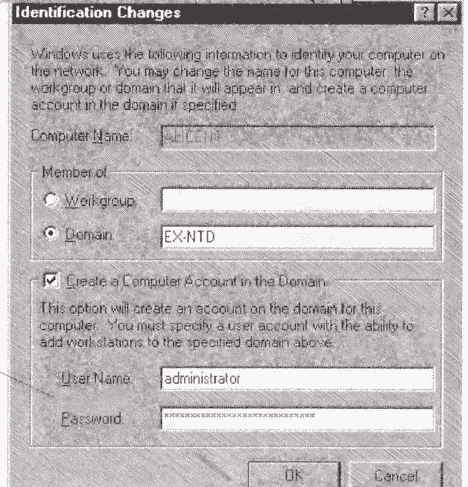 Identification Changes
Windows uses the following information to identify your computer on
the network. You may change the name for this computer, the
workgroup or domain that it will appear in, and create a computer
account in the domain if specified.
Computer Name:
Member of
Workgroup:
Domain:
EX-NTD
Create a Computer Account in the Domain
This option will create an account on the domain for this
computer. You must specify a user account with the ability to
add workstations to the specified domain above.
User Name:
administrator
Password:
****************************
OK
Cancel